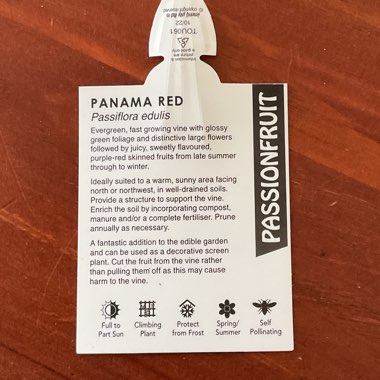 TOU061
10/22
PANAMA RED
Passiflora edulis
Evergreen, fast growing vine with glossy
green foliage and distinctive large flowers
followed by juicy, sweetly flavoured,
purple-red skinned fruits from late summer
through to winter.
Ideally suited to a warm, sunny area facing
north or northwest, in well-drained soils.
Provide a structure to support the vine.
Enrich the soil by incorporating compost,
manure and/or a complete fertiliser. Prune
annually as necessary.
A fantastic addition to the edible garden
and can be used as a decorative screen
plant. Cut the fruit from the vine rather
than pulling them off as this may cause
harm to the vine.
PASSIONFRUIT
Full to
Part Sun
Climbing
Plant
Protect
from Frost
Spring/
Summer
Self
Pollinating